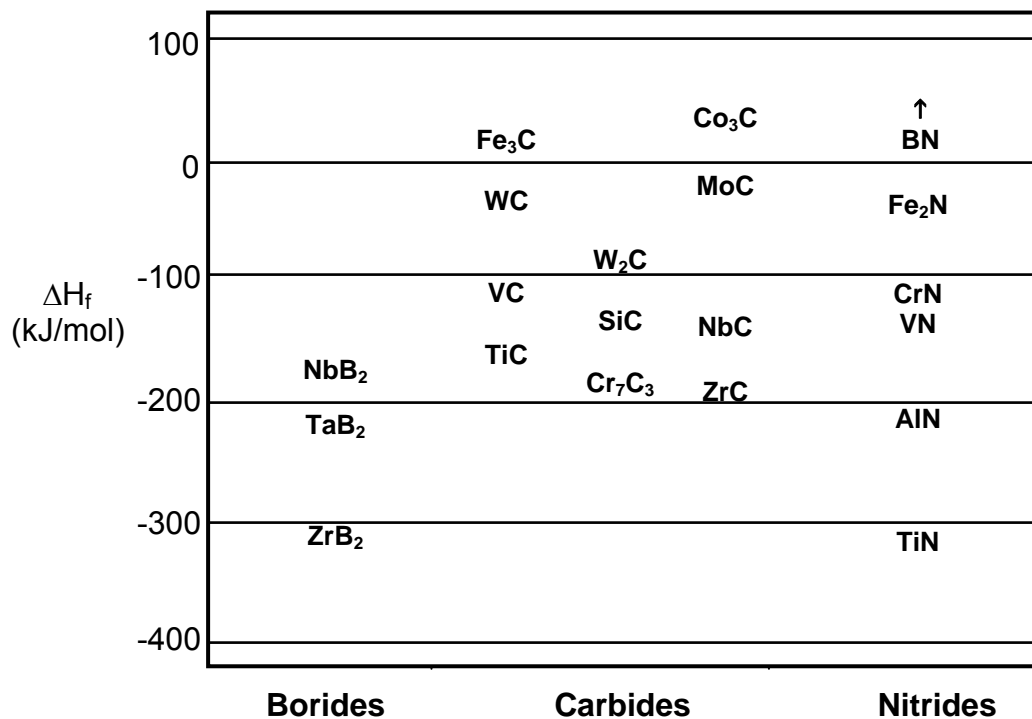 100
Co₃C
↑
Fe₃C
BN
0
MoC
WC
Fe₂N
W₂C
-100
ΔHf
(kJ/mol)
VC
CrN
SiC
NbC
VN
TiC
NbB₂
Cr₇C₃
ZrC
-200
TaB₂
AlN
-300
ZrB₂
TiN
-400
Borides
Carbides
Nitrides